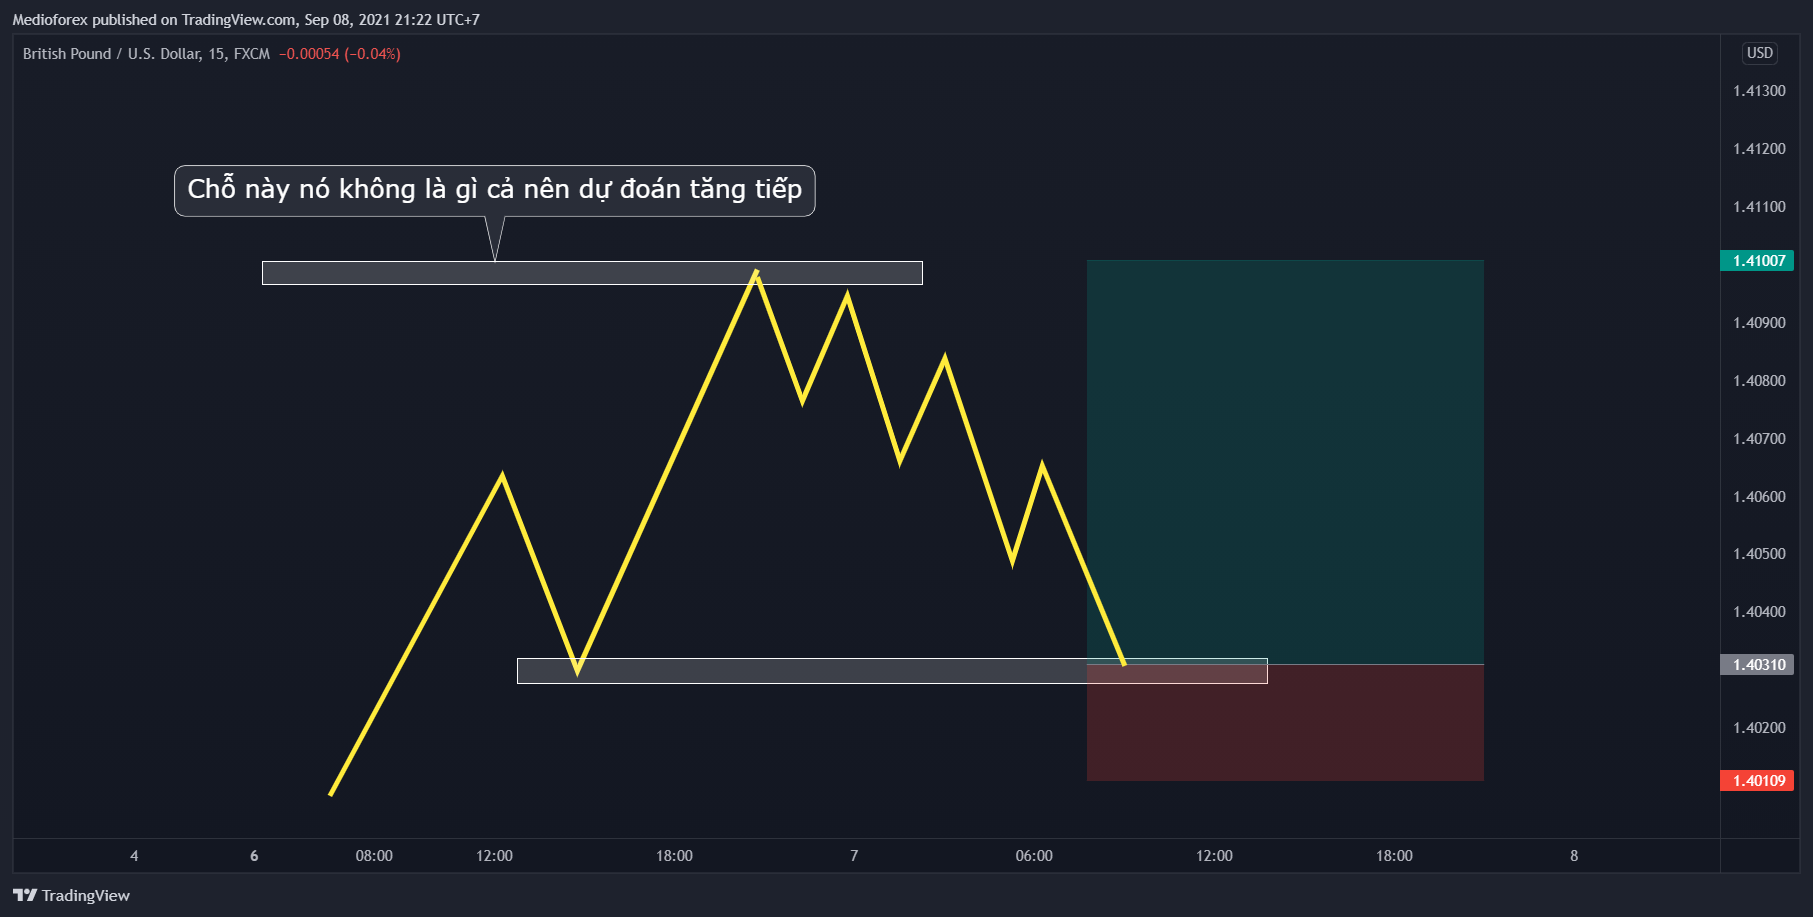 Medioforex published on TradingView.com, Sep 08, 2021 21:22 UTC+7
British Pound / U.S. Dollar, 15, FXCM −0.00054 (−0.04%)
USD
1.41300
1.41200
Chỗ này nó không là gì cả nên dự đoán tăng tiếp
1.41100
1.41007
1.40900
1.40800
1.40700
1.40600
1.40500
1.40400
1.40310
1.40200
1.40109
4 6 08:00 12:00 18:00 7 06:00 12:00 18:00 8
TradingView